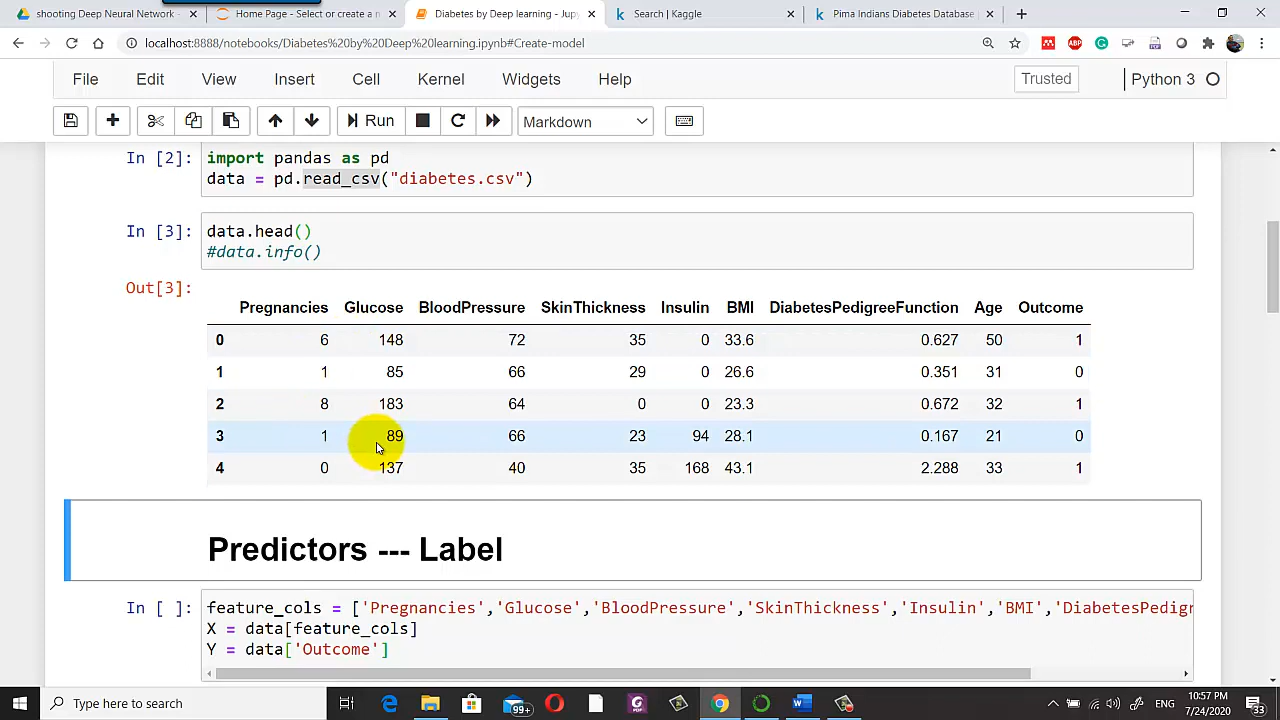 shooting Deep Neural Network - 
Home Page - Select or create a n
Diabetes by Deep learning - Jup
Search | Kaggle
Pima Indians Diabetes Database |
localhost:8888/notebooks/Diabetes%20by%20Deep%20learning.ipynb#Create-model
File Edit View Insert Cell Kernel Widgets Help Trusted Python 3
Run Markdown
In [2]: import pandas as pd
data = pd.read_csv("diabetes.csv")
In [3]: data.head()
#data.info()
Out[3]:
Pregnancies Glucose BloodPressure SkinThickness Insulin BMI DiabetesPedigreeFunction Age Outcome
0 6 148 72 35 0 33.6 0.627 50 1
1 1 85 66 29 0 26.6 0.351 31 0
2 8 183 64 0 0 23.3 0.672 32 1
3 1 89 66 23 94 28.1 0.167 21 0
4 0 137 40 35 168 43.1 2.288 33 1
Predictors --- Label
In [ ]: feature_cols = ['Pregnancies','Glucose','BloodPressure','SkinThickness','Insulin','BMI','DiabetesPedigr
X = data[feature_cols]
Y = data['Outcome']
Type here to search
99+
ENG
10:57 PM
7/24/2020
33